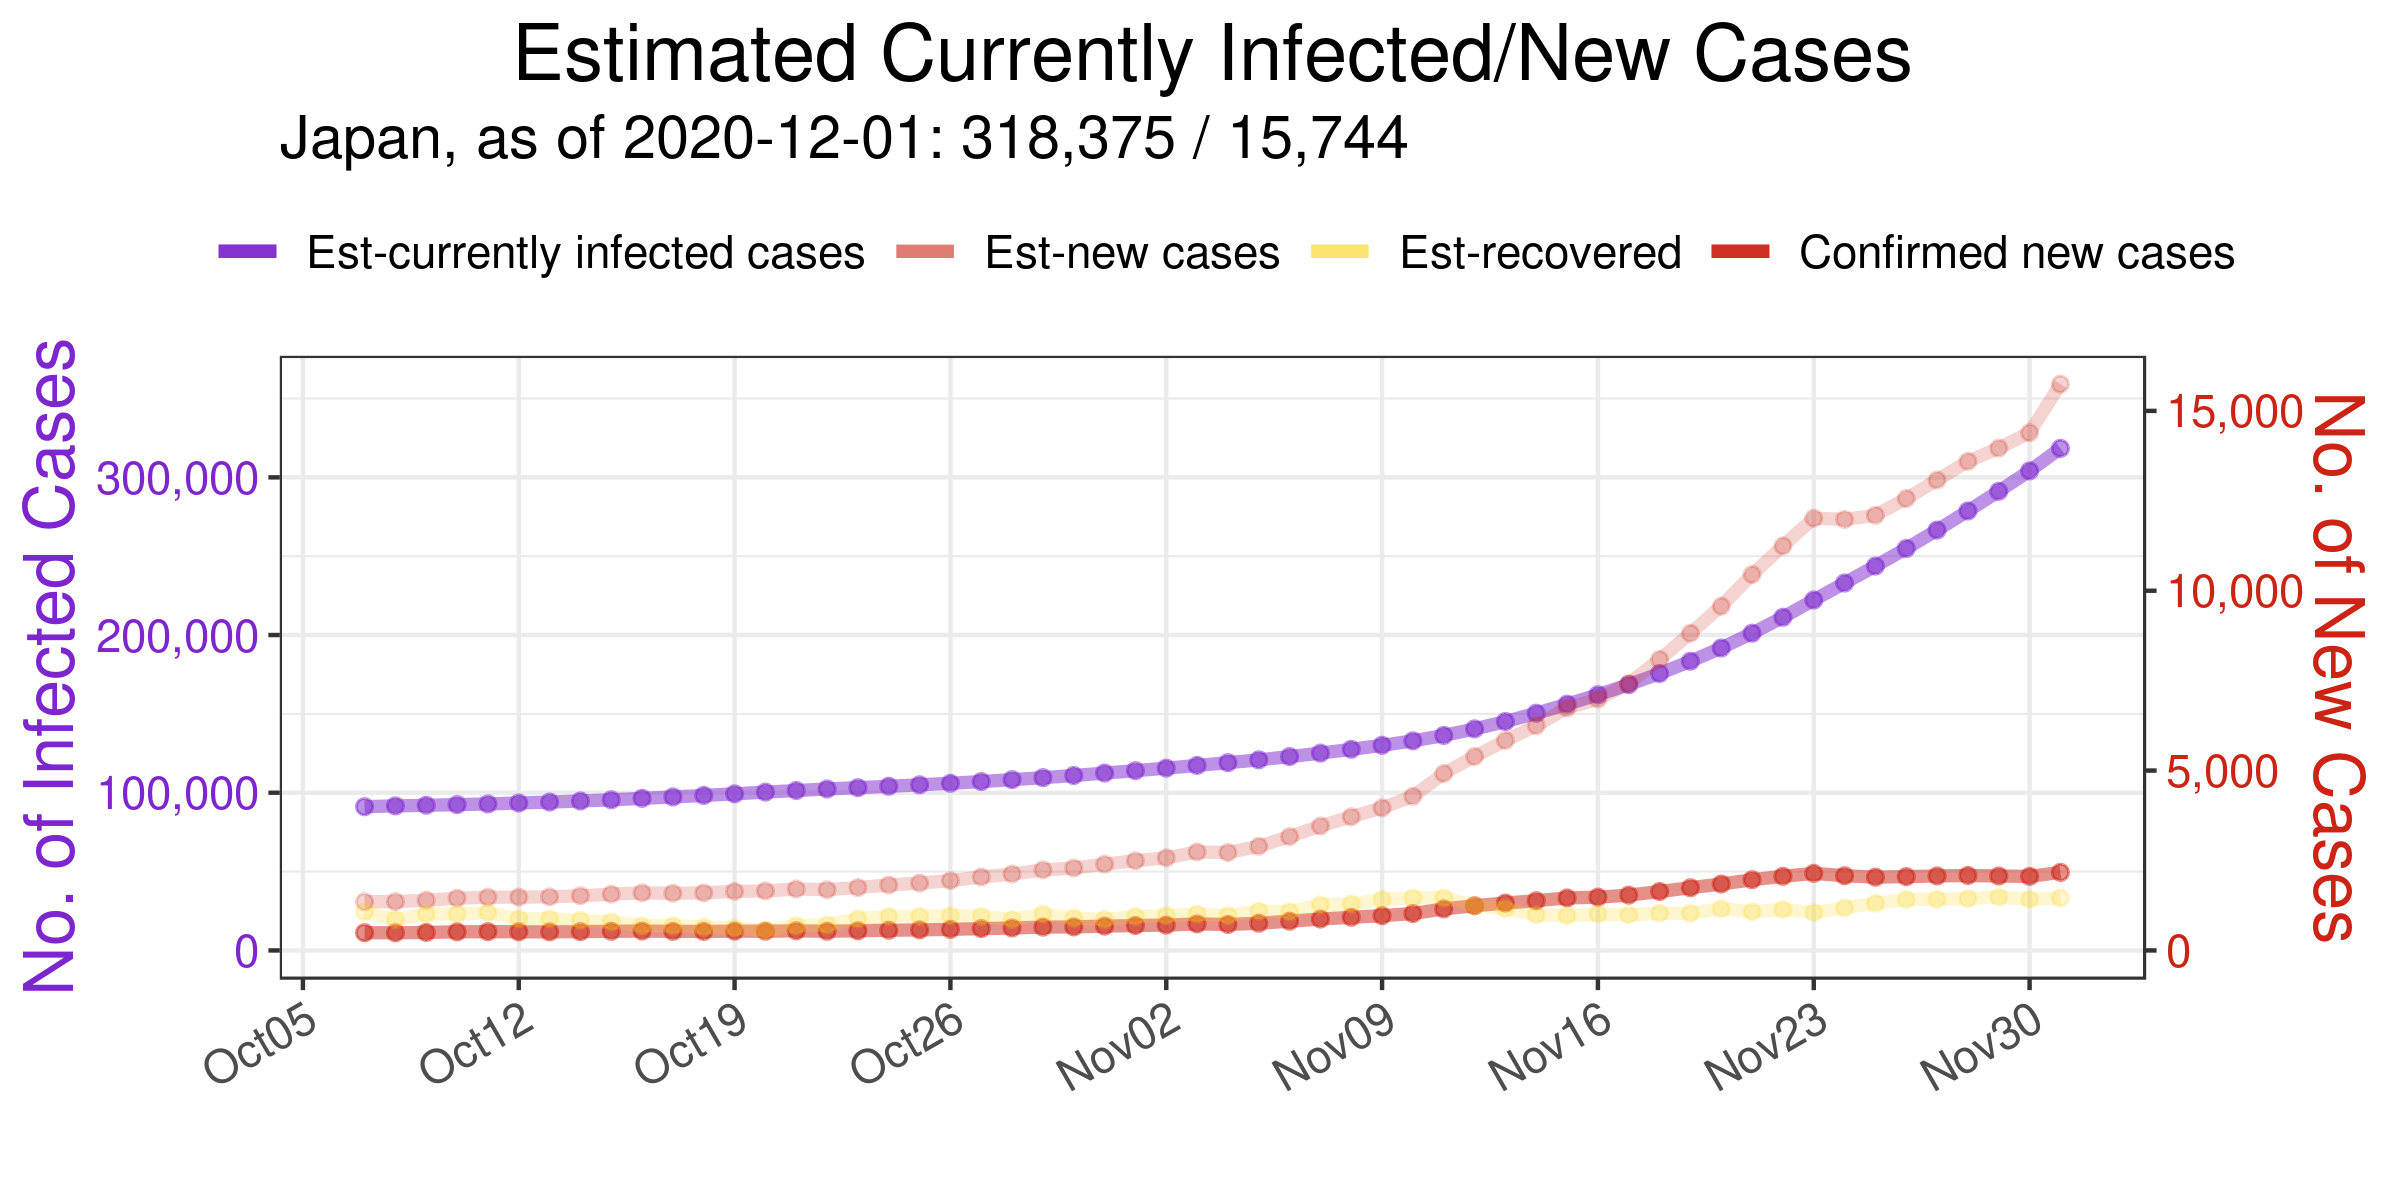 Estimated Currently Infected/New Cases
Japan, as of 2020-12-01: 318,375 / 15,744
Est-currently infected cases Est-new cases Est-recovered Confirmed new cases
No. of Infected Cases
300,000
200,000
100,000
0
15,000
10,000
5,000
0
No. of New Cases
Oct05 Oct12 Oct19 Oct26 Nov02 Nov09 Nov16 Nov23 Nov30